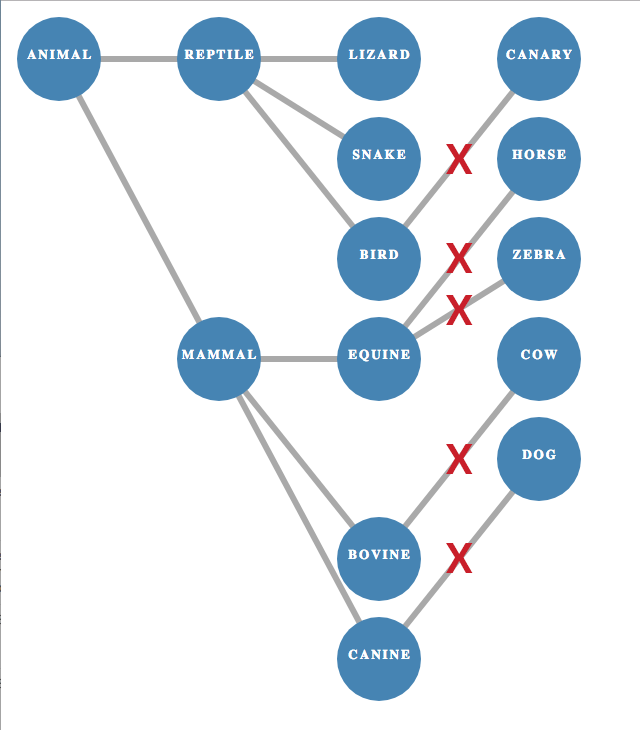 ANIMAL
REPTILE
LIZARD
CANARY
SNAKE
X
HORSE
BIRD
X
ZEBRA
X
MAMMAL
EQUINE
COW
X
DOG
BOVINE
X
CANINE